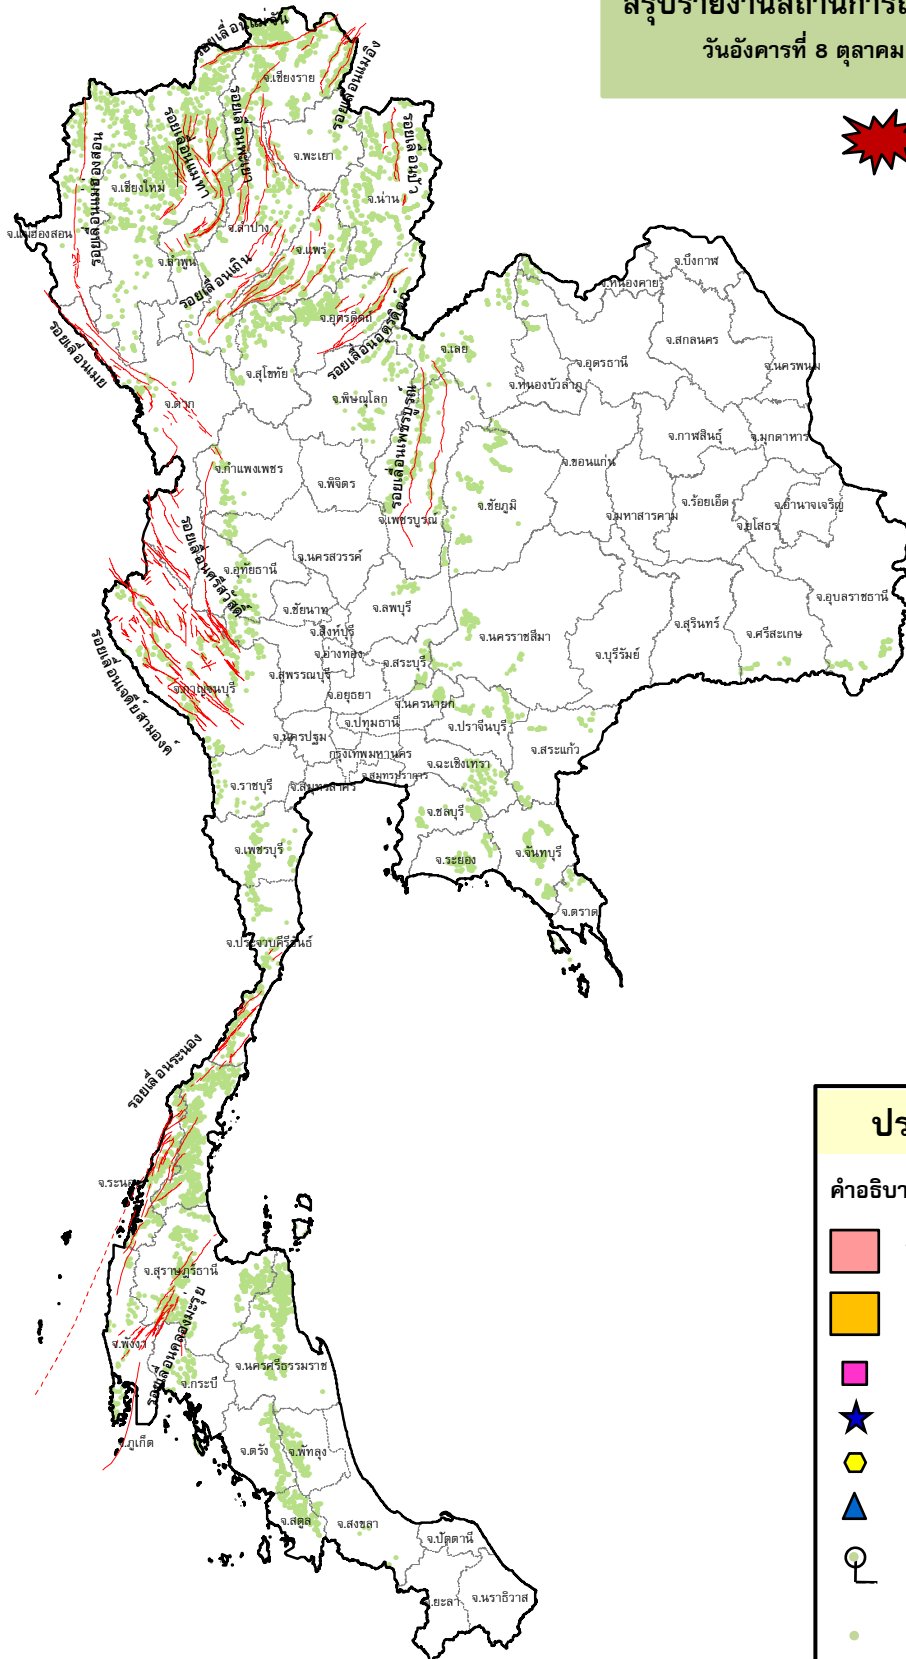 สรุปรายงานสถานการณ์
วันอังคารที่ 8 ตุลาคม
รอยเลื่อนแม่จัน
จ.เชียงราย
รอยเลื่อนแม่อิง
รอยเลื่อนแม่ทา
รอยเลื่อนพะเยา
รอยเลื่อนปัว
รอยเลื่อนแม่ฮ่องสอน
จ.พะเยา
จ.เชียงใหม่
จ.น่าน
จ.แม่ฮ่องสอน
จ.ลำปาง
จ.แพร่
จ.ลำพูน
รอยเลื่อนเถิน
จ.บึงกาฬ
จ.หนองคาย
จ.อุตรดิตถ์
รอยเลื่อนอุตรดิตถ์
รอยเลื่อนเมย
จ.สกลนคร
จ.เลย
จ.อุดรธานี
จ.นครพนม
จ.สุโขทัย
จ.หนองบัวลำภู
จ.ตาก
จ.พิษณุโลก
รอยเลื่อนเพชรบูรณ์
จ.กาฬสินธุ์
จ.มุกดาหาร
จ.กำแพงเพชร
จ.พิจิตร
จ.ขอนแก่น
จ.ชัยภูมิ
จ.ร้อยเอ็ด
จ.อำนาจเจริญ
จ.เพชรบูรณ์
จ.มหาสารคาม
จ.ยโสธร
รอยเลื่อนศรีสวัสดิ์
จ.นครสวรรค์
จ.อุทัยธานี
จ.อุบลราชธานี
จ.ชัยนาท
จ.ลพบุรี
จ.สิงห์บุรี
จ.นครราชสีมา
จ.สุรินทร์
จ.ศรีสะเกษ
จ.อ่างทอง
จ.บุรีรัมย์
จ.สระบุรี
จ.สุพรรณบุรี
รอยเลื่อนเจดีย์สามองค์
จ.กาญจนบุรี
จ.อยุธยา
จ.นครนายก
จ.ปทุมธานี
จ.ปราจีนบุรี
จ.นครปฐม
จ.สระแก้ว
กรุงเทพมหานคร
จ.ฉะเชิงเทรา
จ.สมุทรปราการ
จ.ราชบุรี
จ.สมุทรสาคร
จ.ชลบุรี
จ.เพชรบุรี
จ.ระยอง
จ.จันทบุรี
จ.ตราด
จ.ประจวบคีรีขันธ์
รอยเลื่อนระนอง
จ.ระนอง
จ.สุราษฎร์ธานี
รอยเลื่อนคลองมะรุ่ย
จ.พังงา
จ.นครศรีธรรมราช
จ.กระบี่
จ.ภูเก็ต
จ.ตรัง
จ.พัทลุง
จ.สตูล
จ.สงขลา
จ.ปัตตานี
จ.ยะลา
จ.นราธิวาส
ปร
คำอธิบา